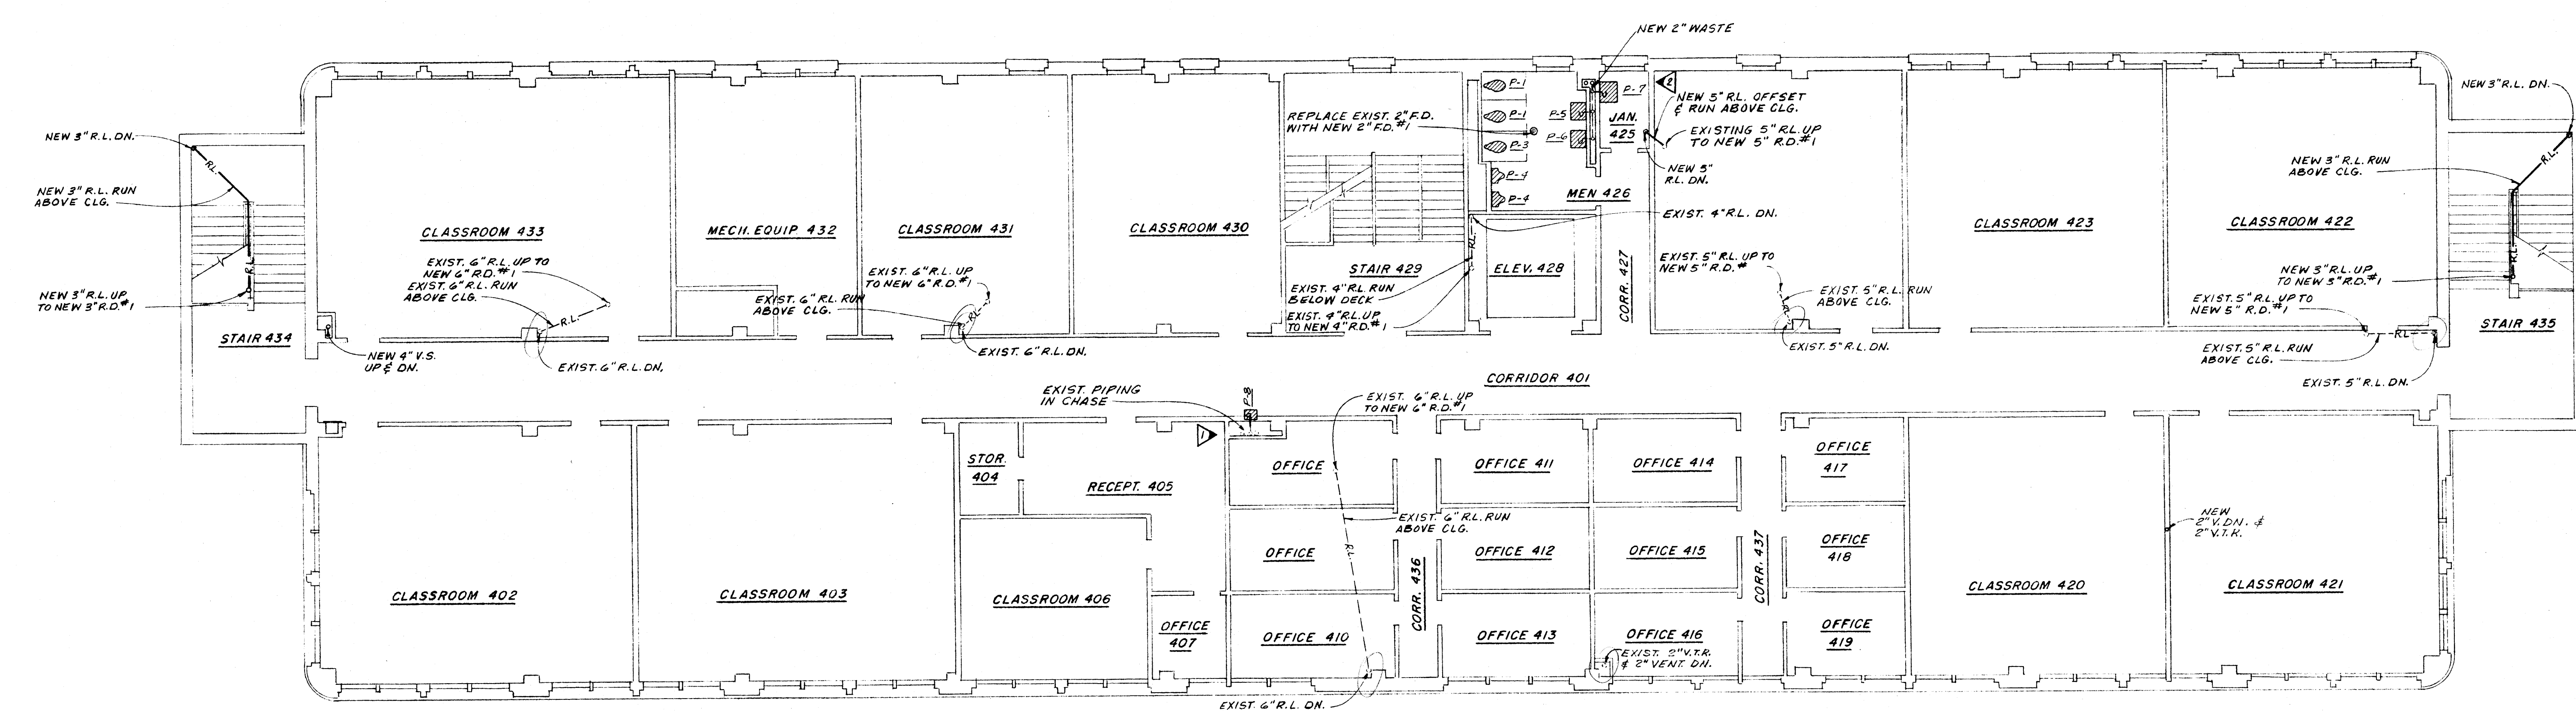 NEW 2" WASTE
NEW 3" R.L. DN.
NEW 3" R.L. RUN
ABOVE CLG.
NEW 3" R.L. UP
TO NEW 3" R.D. #1
STAIR 434
R.L.
R.L.
CLASSROOM 433
EXIST. 6" R.L. UP TO
NEW 6" R.D. #1
EXIST. 6" R.L. RUN
ABOVE CLG.
R.L.
NEW 4" V.S.
UP & DN.
EXIST. 6" R.L. DN.
MECH. EQUIP 432
CLASSROOM 431
EXIST. 6" R.L. UP
TO NEW 6" R.D. #1
EXIST. 6" R.L. RUN
ABOVE CLG.
R.L.
EXIST. 6" R.L. DN.
CLASSROOM 430
REPLACE EXIST. 2" F.D.
WITH NEW 2" F.D. #1
STAIR 429
EXIST. 4" R.L. RUN
BELOW DECK
EXIST. 4" R.L. UP
TO NEW 4" R.D. #1
R.L.
P-1
P-1
P-3
P-4
P-4
P-5
P-6
P-7
JAN.
425
2
NEW 5" R.L. OFFSET
& RUN ABOVE CLG.
EXISTING 5" R.L. UP
TO NEW 5" R.D. #1
NEW 5"
R.L. DN.
MEN 426
EXIST. 4" R.L. DN.
ELEV. 428
CORR. 427
EXIST. 5" R.L. UP TO
NEW 5" R.D. #
EXIST. 5" R.L. RUN
ABOVE CLG.
EXIST. 5" R.L. DN.
CLASSROOM 423
CLASSROOM 422
NEW 3" R.L. DN.
NEW 3" R.L. RUN
ABOVE CLG.
R.L.
R.L.
NEW 3" R.L. UP
TO NEW 3" R.D. #1
EXIST. 5" R.L. UP TO
NEW 5" R.D. #1
R.L.
EXIST. 5" R.L. RUN
ABOVE CLG.
EXIST. 5" R.L. DN.
STAIR 435
CORRIDOR 401
EXIST. PIPING
IN CHASE
P-8
1
EXIST. 6" R.L. UP
TO NEW 6" R.D. #1
CLASSROOM 402
CLASSROOM 403
STOR.
404
RECEPT. 405
CLASSROOM 406
OFFICE
407
OFFICE
OFFICE
OFFICE 410
EXIST. 6" R.L. RUN
ABOVE CLG.
R.L.
EXIST. 6" R.L. DN.
CORR. 436
OFFICE 411
OFFICE 412
OFFICE 413
OFFICE 414
OFFICE 415
OFFICE 416
EXIST. 2" V.T.R.
& 2" VENT. DN.
CORR. 437
OFFICE
417
OFFICE
418
OFFICE
419
CLASSROOM 420
CLASSROOM 421
NEW
2" V. DN. &
2" V.T.R.